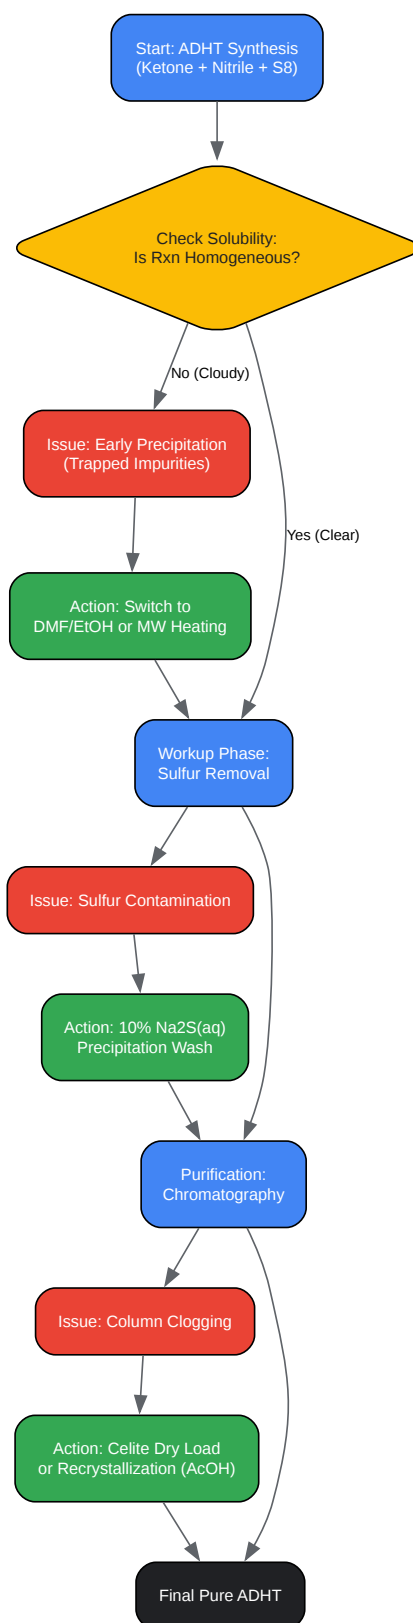 Start: ADHT Synthesis
(Ketone + Nitrile + S8)
Check Solubility:
Is Rxn Homogeneous?
No (Cloudy)
Issue: Early Precipitation
(Trapped Impurities)
Yes (Clear)
Action: Switch to
DMF/EtOH or MW Heating
Workup Phase:
Sulfur Removal
Issue: Sulfur Contamination
Action: 10% Na2S(aq)
Precipitation Wash
Purification:
Chromatography
Issue: Column Clogging
Action: Celite Dry Load
or Recrystallization (AcOH)
Final Pure ADHT